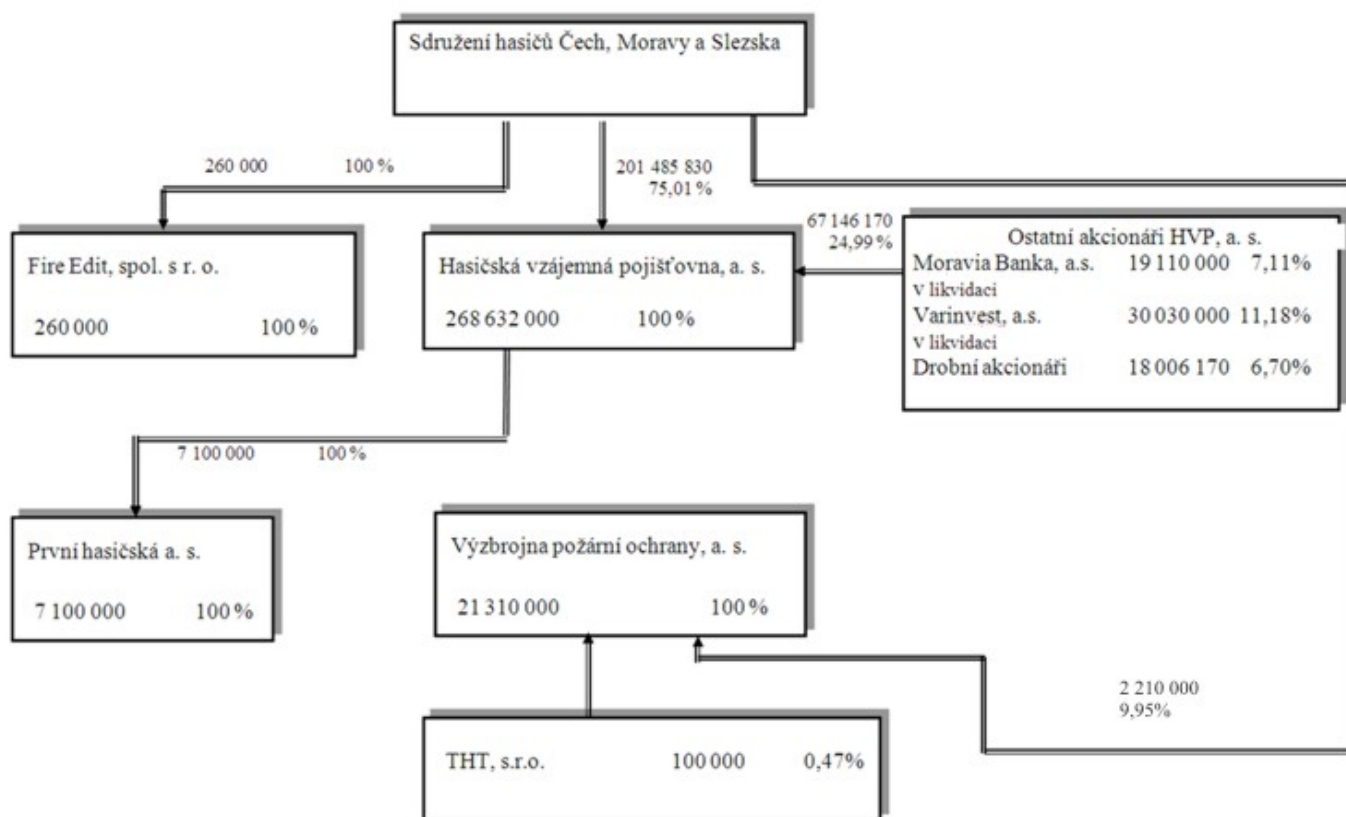 Sdružení hasičů Čech, Moravy a Slezska
260 000 100 %
201 485 830
75,01 %
67 146 170
24,99 %
Fire Edit, spol. s r. o.
260 000 100 %
Hasičská vzájemná pojišťovna, a. s.
268 632 000 100 %
Ostatní akcionáři HVP, a. s.
Moravia Banka, a.s. 19 110 000 7,11%
v likvidaci
Varinvest, a.s. 30 030 000 11,18%
v likvidaci
Drobní akcionáři 18 006 170 6,70%
7 100 000 100 %
První hasičská a. s.
7 100 000 100 %
Výzbrojna požární ochrany, a. s.
21 310 000 100 %
2 210 000
9,95%
THT, s.r.o. 100 000 0,47%